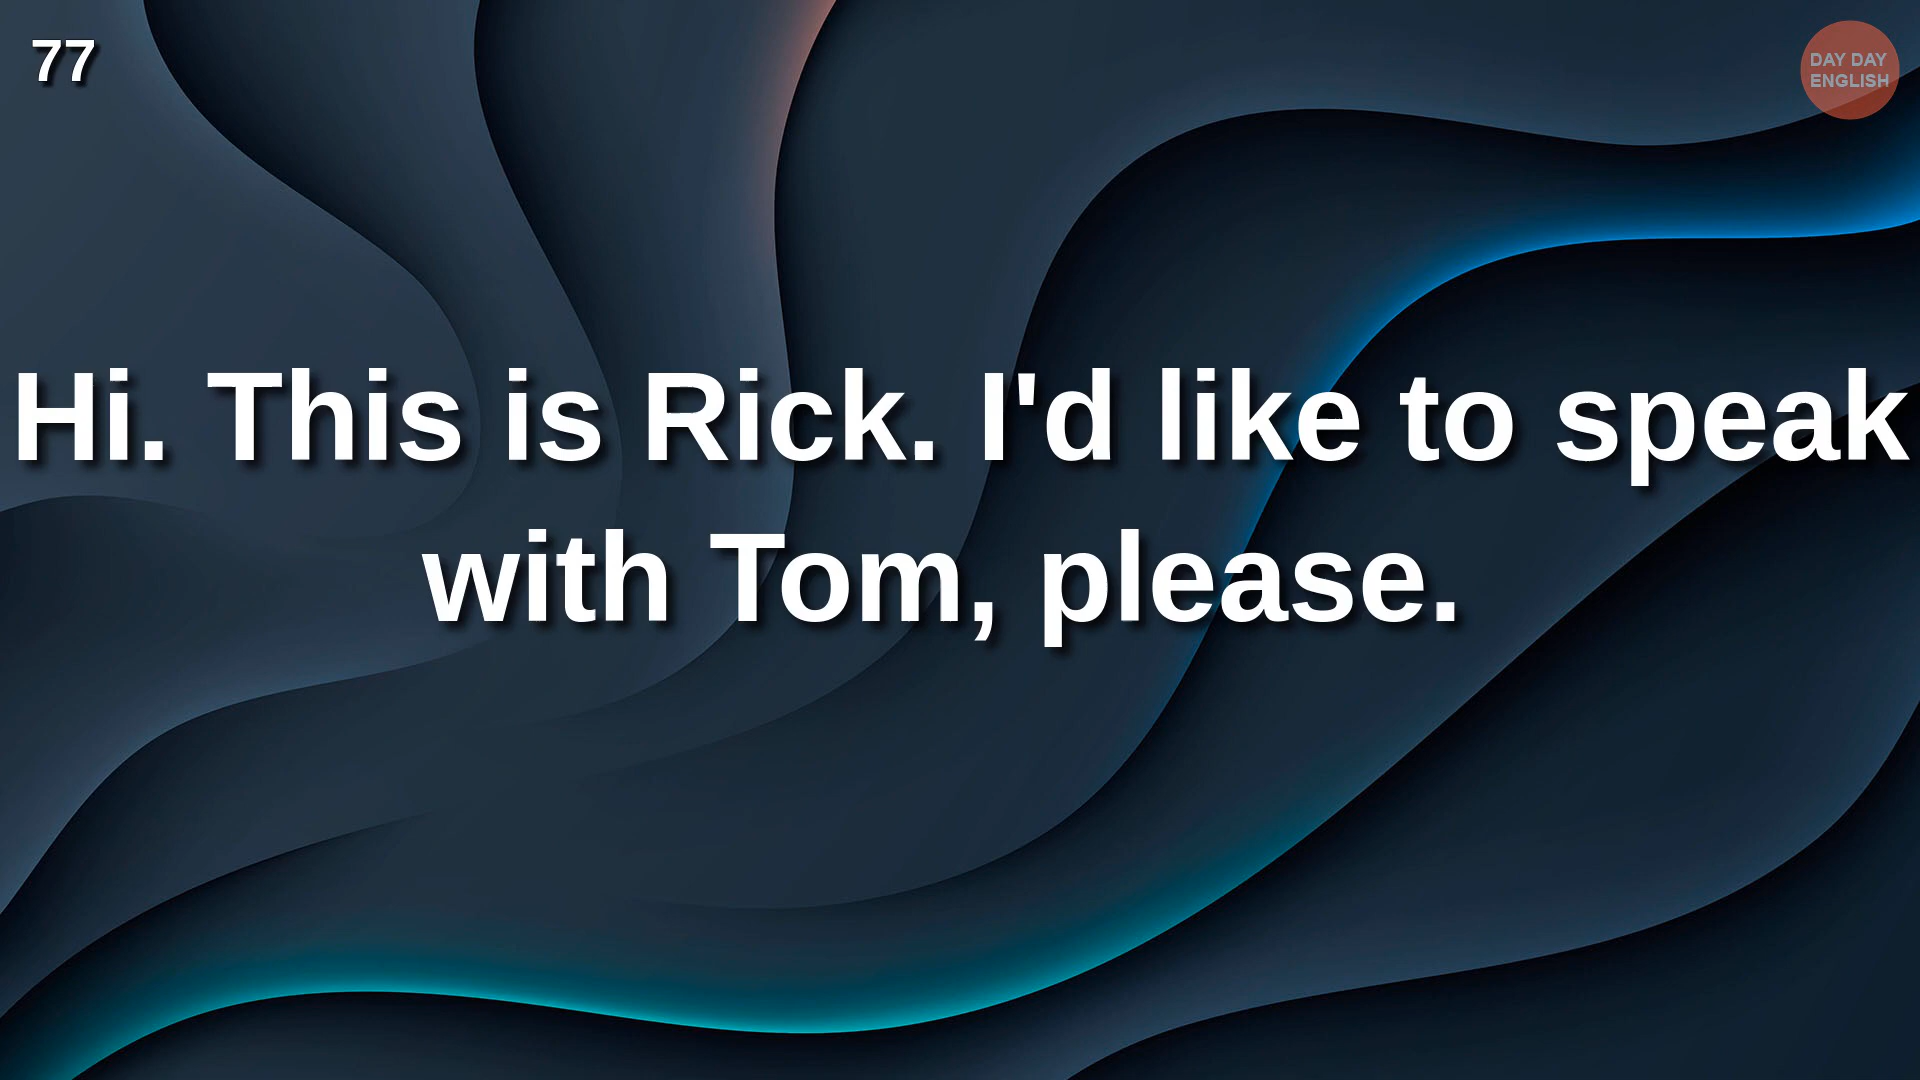 77
DAY DAY
ENGLISH
Hi. This is Rick. I'd like to speak
with Tom, please.